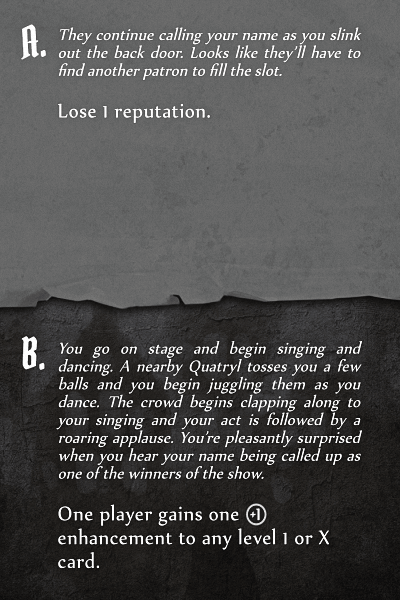 A. They continue calling your name as you slink
out the back door. Looks like they'll have to
find another patron to fill the slot.
Lose 1 reputation.
B. You go on stage and begin singing and
dancing. A nearby Quatryl tosses you a few
balls and you begin juggling them as you
dance. The crowd begins clapping along to
your singing and your act is followed by a
roaring applause. You're pleasantly surprised
when you hear your name being called up as
one of the winners of the show.
One player gains one +1
enhancement to any level 1 or X
card.